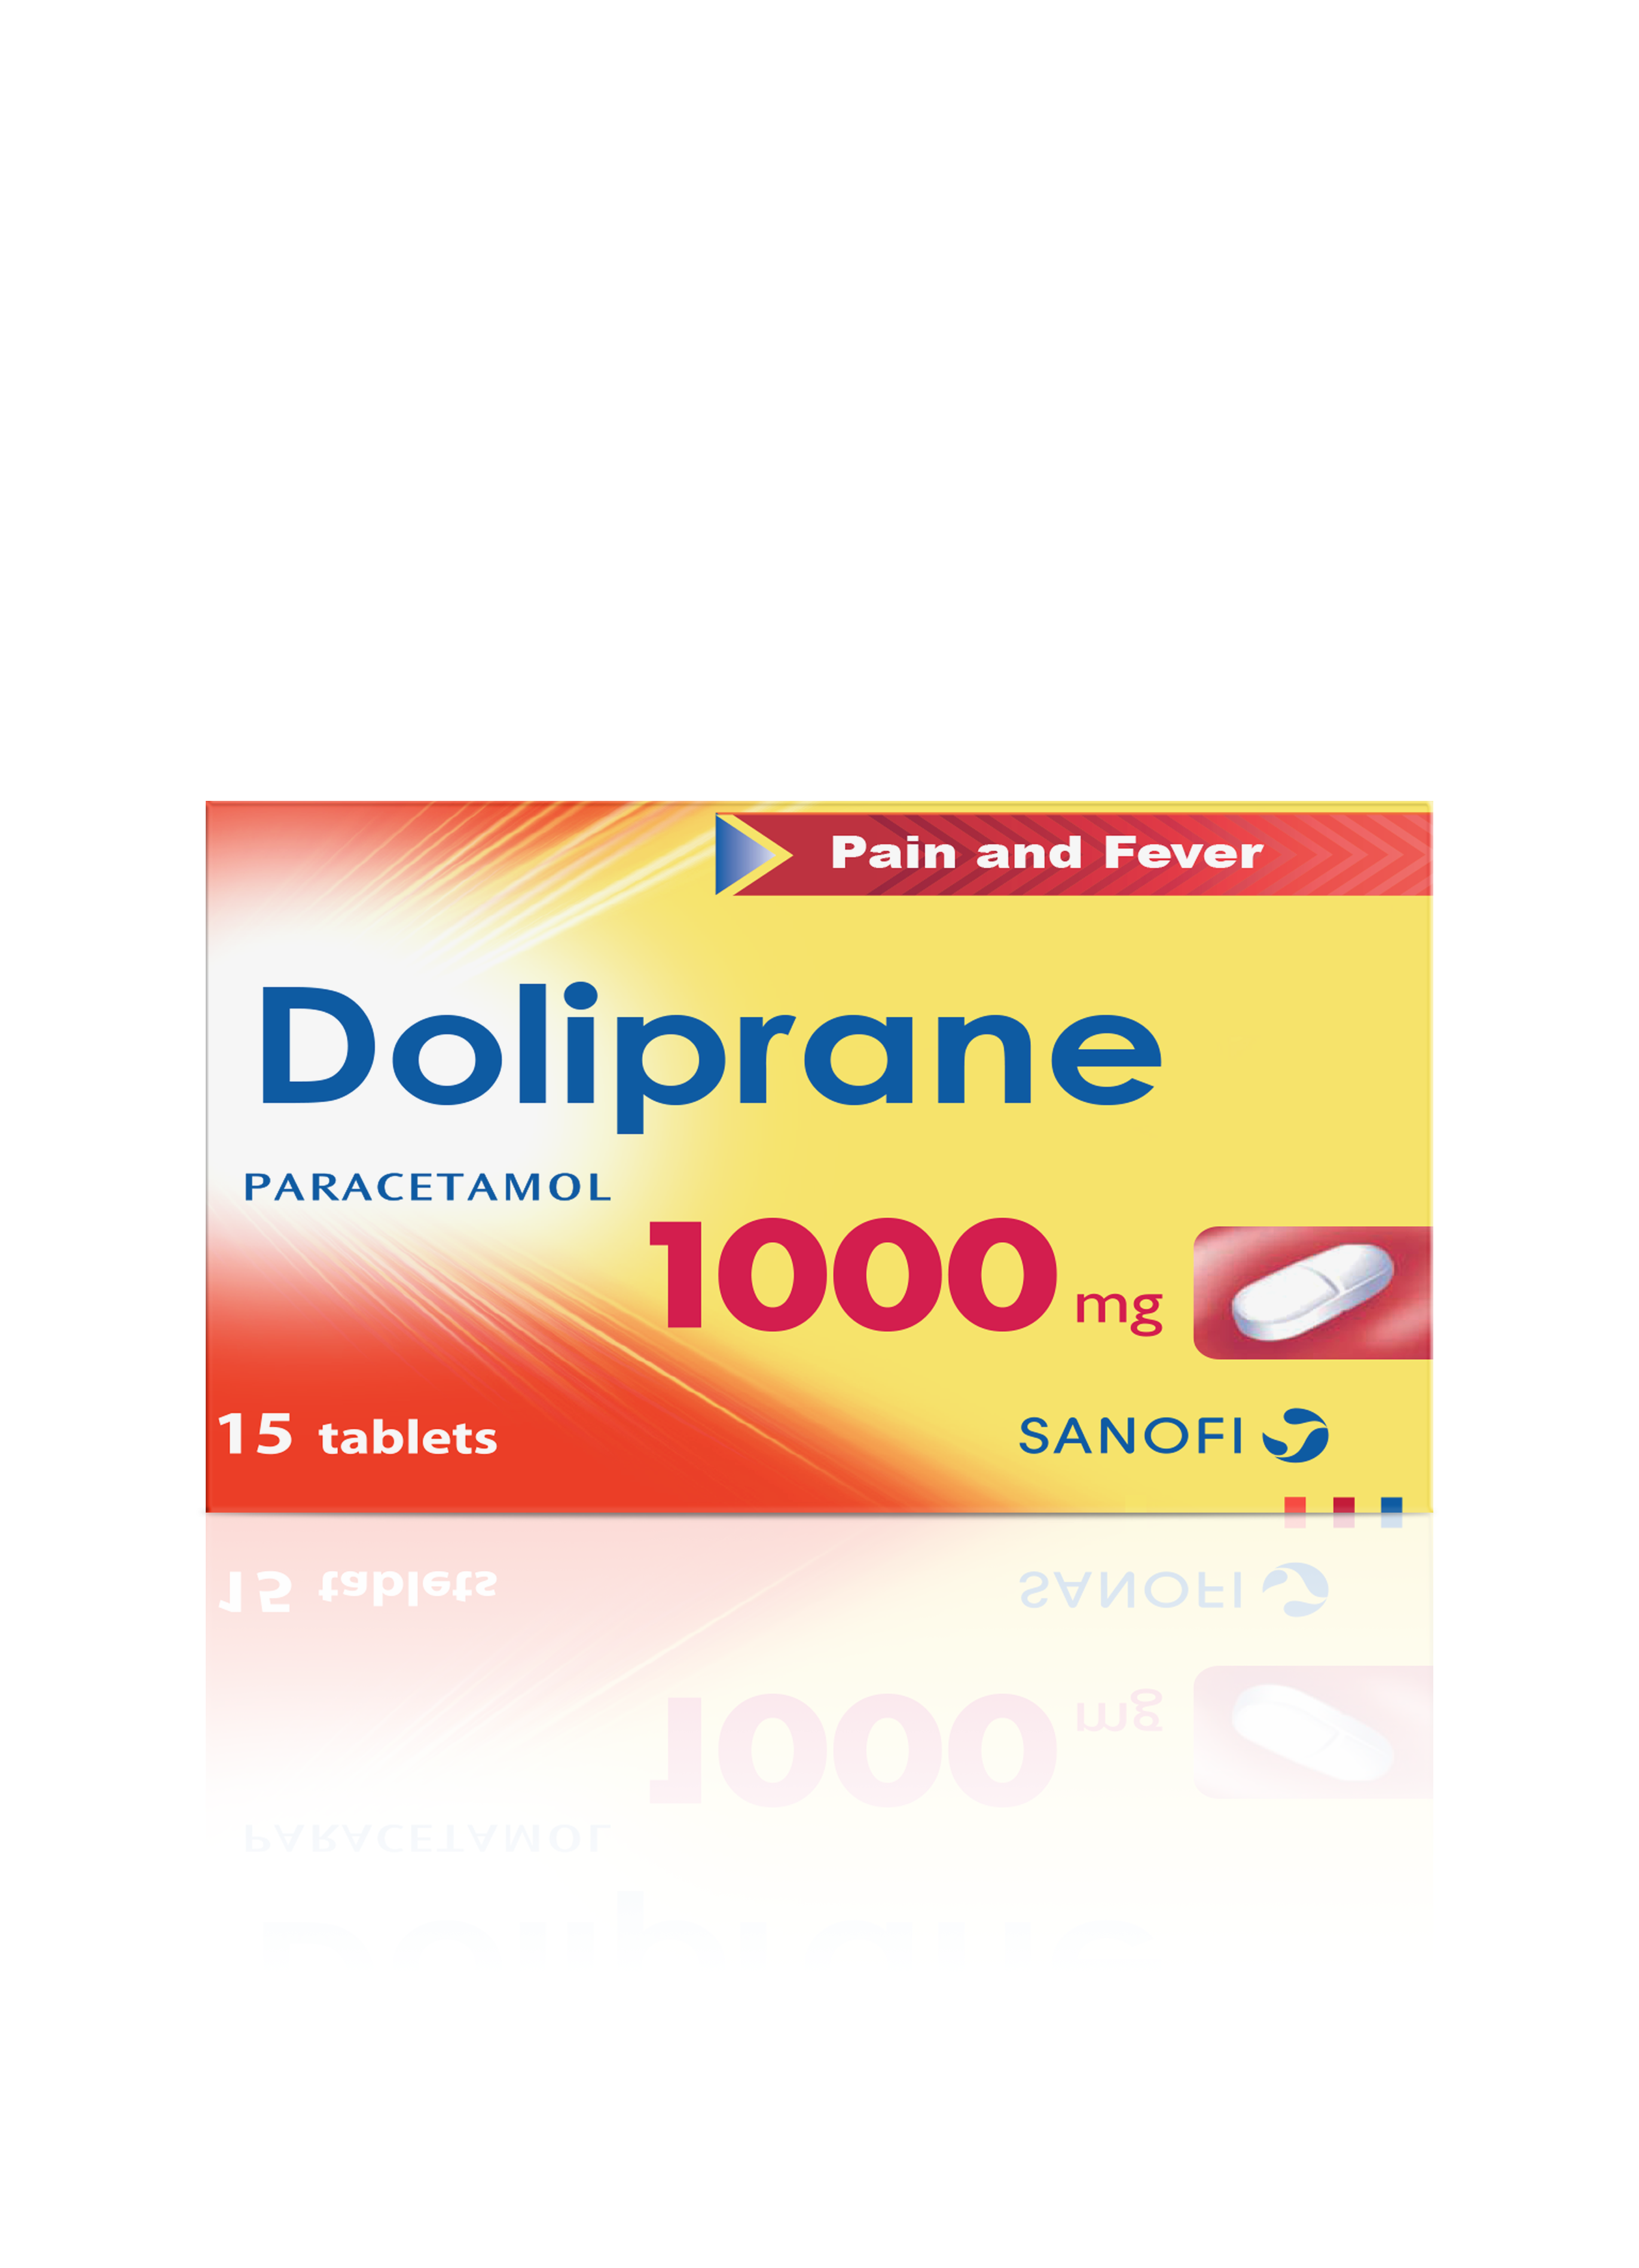 Pain and Fever
Doliprane
PARACETAMOL
1000 mg
15 tablets
SANOFI